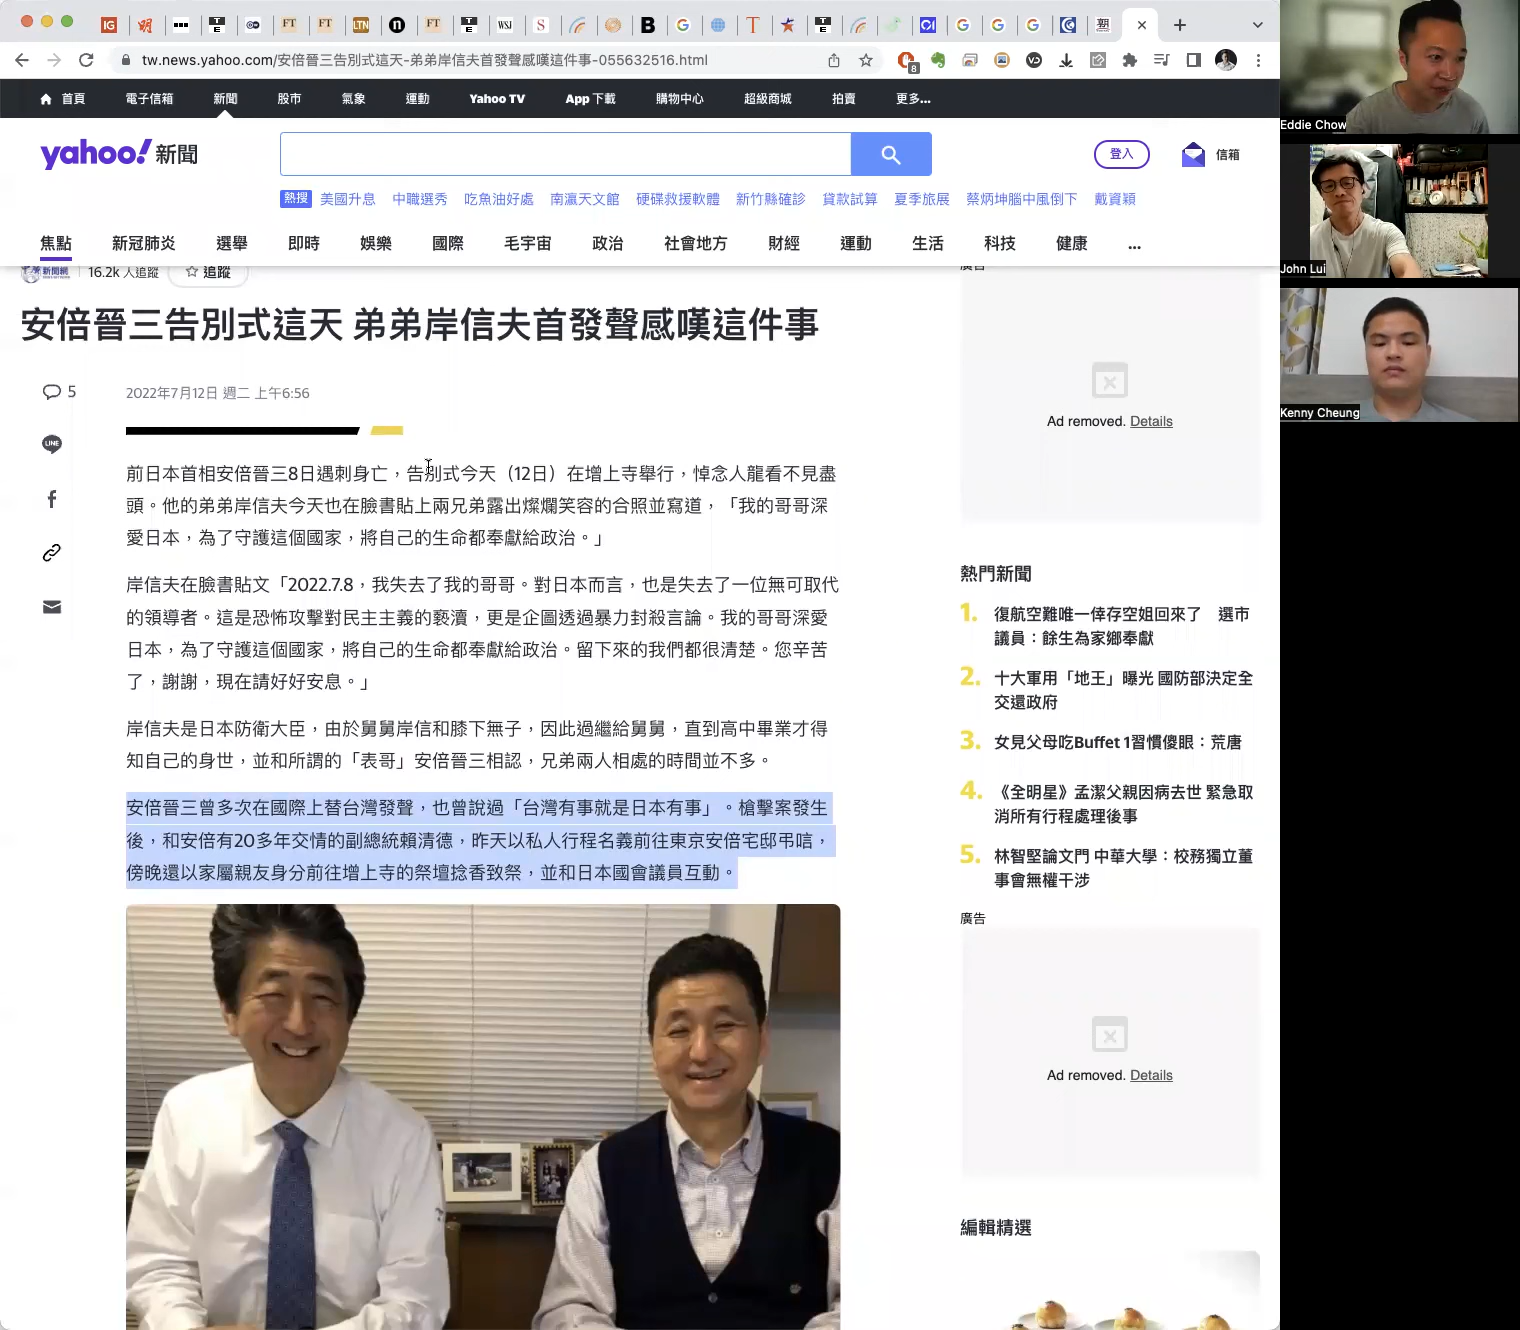 IG
FT
FT
LTN
n
FT
T
E
WSJ
S
B
G
T
T
E
G
G
G
塑
tw.news.yahoo.com/安倍晉三告別式這天-弟弟岸信夫首發聲感嘆這件事-055632516.html
8
首頁 電子信箱 新聞 股市 氣象 運動 Yahoo TV App 下載 購物中心 超級商城 拍賣 更多...
yahoo! 新聞
登入
信箱
熱搜 美國升息 中職選秀 吃魚油好處 南瀛天文館 硬碟救援軟體 新竹縣確診 貸款試算 夏季旅展 蔡炳坤腦中風倒下 戴資穎
焦點 新冠肺炎 選舉 即時 娛樂 國際 毛宇宙 政治 社會地方 財經 運動 生活 科技 健康 ...
新聞網 16.2k 人追蹤 追蹤
安倍晉三告別式這天 弟弟岸信夫首發聲感嘆這件事
5
2022年7月12日 週二 上午6:56
LINE
前日本首相安倍晉三8日遇刺身亡，告別式今天（12日）在增上寺舉行，悼念人龍看不見盡
頭。他的弟弟岸信夫今天也在臉書貼上兩兄弟露出燦爛笑容的合照並寫道，「我的哥哥深
愛日本，為了守護這個國家，將自己的生命都奉獻給政治。」
岸信夫在臉書貼文「2022.7.8，我失去了我的哥哥。對日本而言，也是失去了一位無可取代
的領導者。這是恐怖攻擊對民主主義的褻瀆，更是企圖透過暴力封殺言論。我的哥哥深愛
日本，為了守護這個國家，將自己的生命都奉獻給政治。留下來的我們都很清楚。您辛苦
了，謝謝，現在請好好安息。」
岸信夫是日本防衛大臣，由於舅舅岸信和膝下無子，因此過繼給舅舅，直到高中畢業才得
知自己的身世，並和所謂的「表哥」安倍晉三相認，兄弟兩人相處的時間並不多。
安倍晉三曾多次在國際上替台灣發聲，也曾說過「台灣有事就是日本有事」。槍擊案發生
後，和安倍有20多年交情的副總統賴清德，昨天以私人行程名義前往東京安倍宅邸弔唁，
傍晚還以家屬親友身分前往增上寺的祭壇捻香致祭，並和日本國會議員互動。
廣告
Ad removed. Details
熱門新聞
1. 復航空難唯一倖存空姐回來了 選市
議員：餘生為家鄉奉獻
2. 十大軍用「地王」曝光 國防部決定全
交還政府
3. 女見父母吃Buffet 1習慣傻眼：荒唐
4. 《全明星》孟潔父親因病去世 緊急取
消所有行程處理後事
5. 林智堅論文門 中華大學：校務獨立董
事會無權干涉
廣告
Ad removed. Details
編輯精選
Eddie Chow
John Lui
Kenny Cheung